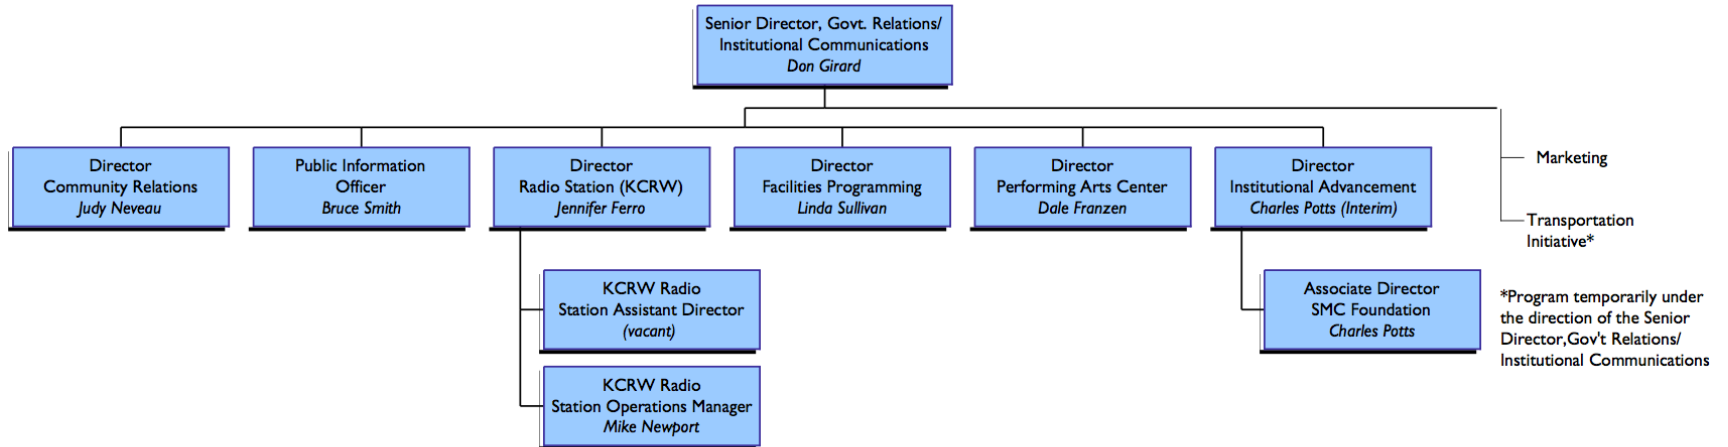 Senior Director, Govt. Relations/
Institutional Communications
Don Girard
Director
Community Relations
Judy Neveau
Public Information
Officer
Bruce Smith
Director
Radio Station (KCRW)
Jennifer Ferro
Director
Facilities Programming
Linda Sullivan
Director
Performing Arts Center
Dale Franzen
Director
Institutional Advancement
Charles Potts (Interim)
Marketing
Transportation
Initiative*
KCRW Radio
Station Assistant Director
(vacant)
KCRW Radio
Station Operations Manager
Mike Newport
Associate Director
SMC Foundation
Charles Potts
*Program temporarily under
the direction of the Senior
Director,Gov't Relations/
Institutional Communications